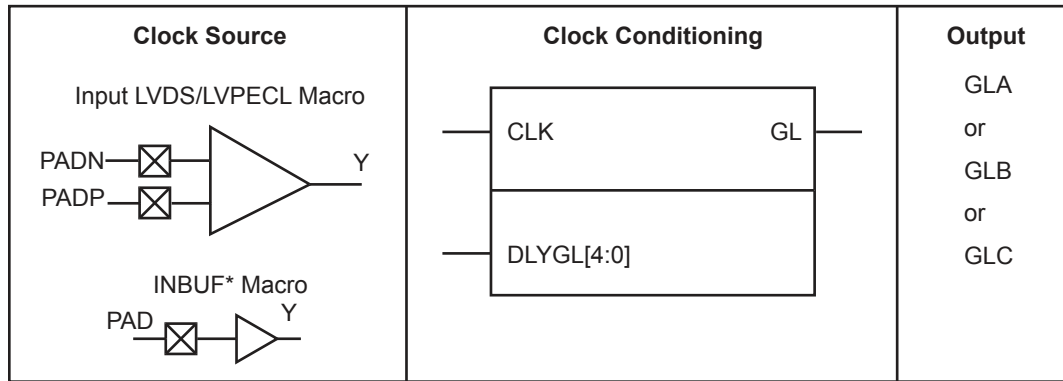 Clock Source
Input LVDS/LVPECL Macro
PADN
PADP
Y
INBUF* Macro
PAD
Y
Clock Conditioning
CLK
GL
DLYGL[4:0]
Output
GLA
or
GLB
or
GLC